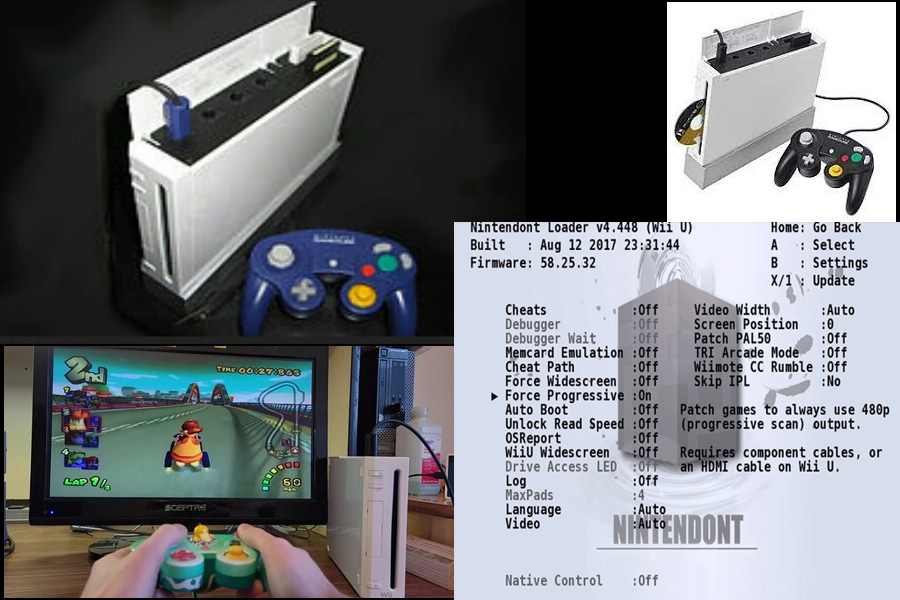 2nd
TIME 00:27:863
LAP 1/
60
mph
SCEPTRE
Wii
Nintendont Loader v4.448 (Wii U)
Built : Aug 12 2017 23:31:44
Firmware: 58.25.32
Home: Go Back
A : Select
B : Settings
X/1 : Update
Cheats :Off
Debugger :Off
Debugger Wait :Off
Memcard Emulation :Off
Cheat Path :Off
Force Widescreen :Off
Force Progressive :On
Auto Boot :Off
Unlock Read Speed :Off
OSReport :Off
WiiU Widescreen :Off
Drive Access LED :Off
Log :Off
MaxPads :4
Language :Auto
Video :Auto
Native Control :Off
Video Width :Auto
Screen Position :0
Patch PAL50 :Off
TRI Arcade Mode :Off
Wiimote CC Rumble :Off
Skip IPL :No
Patch games to always use 480p
(progressive scan) output.
Requires component cables, or
an HDMI cable on Wii U.
NINTENDONT